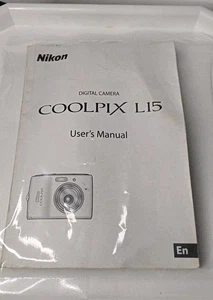 Nikon
DIGITAL CAMERA
COOLPIX L15
User's Manual
En